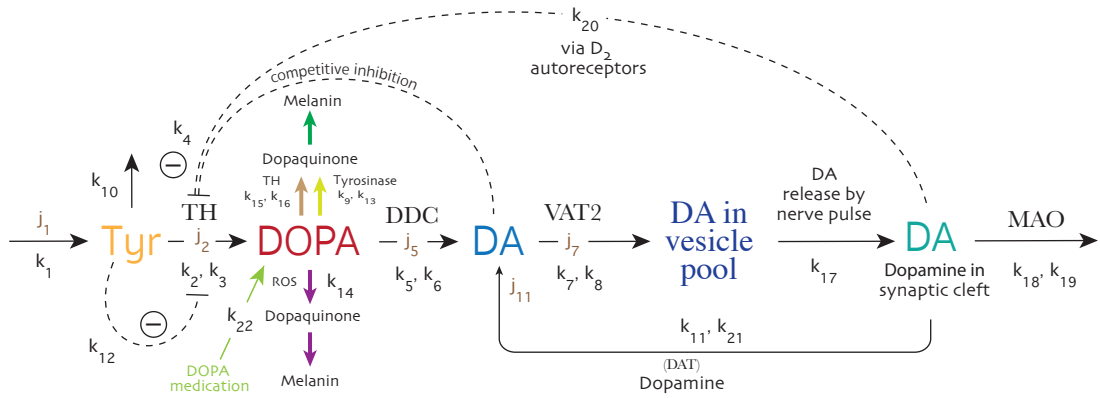 k20
via D2
autoreceptors
competitive inhibition
Melanin
k4
−
Dopaquinone
k10
TH
k15, k16
Tyrosinase
k9, k13
DA
release by
nerve pulse
j1
k1
Tyr
TH
j2
k2, k3
DOPA
DDC
j5
k5, k6
DA
VAT2
j7
k7, k8
DA in
vesicle
pool
k17
DA
Dopamine in
synaptic cleft
MAO
k18, k19
ROS
k14
j11
−
k12
k22
Dopaquinone
k11, k21
(DAT)
Dopamine
DOPA
medication
Melanin